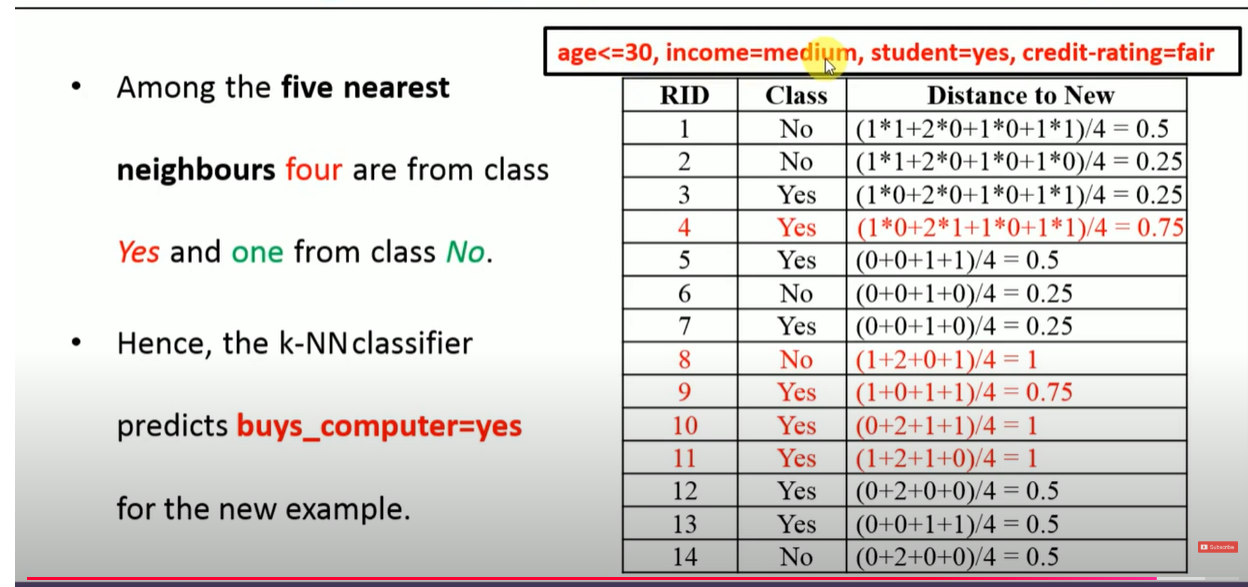 age<=30, income=medium, student=yes, credit-rating=fair
• Among the five nearest
neighbours four are from class
Yes and one from class No.
• Hence, the k-NN classifier
predicts buys_computer=yes
for the new example.
RID Class Distance to New
1 No (1*1+2*0+1*0+1*1)/4 = 0.5
2 No (1*1+2*0+1*0+1*0)/4 = 0.25
3 Yes (1*0+2*0+1*0+1*1)/4 = 0.25
4 Yes (1*0+2*1+1*0+1*1)/4 = 0.75
5 Yes (0+0+1+1)/4 = 0.5
6 No (0+0+1+0)/4 = 0.25
7 Yes (0+0+1+0)/4 = 0.25
8 No (1+2+0+1)/4 = 1
9 Yes (1+0+1+1)/4 = 0.75
10 Yes (0+2+1+1)/4 = 1
11 Yes (1+2+1+0)/4 = 1
12 Yes (0+2+0+0)/4 = 0.5
13 Yes (0+0+1+1)/4 = 0.5
14 No (0+2+0+0)/4 = 0.5
Subscribe